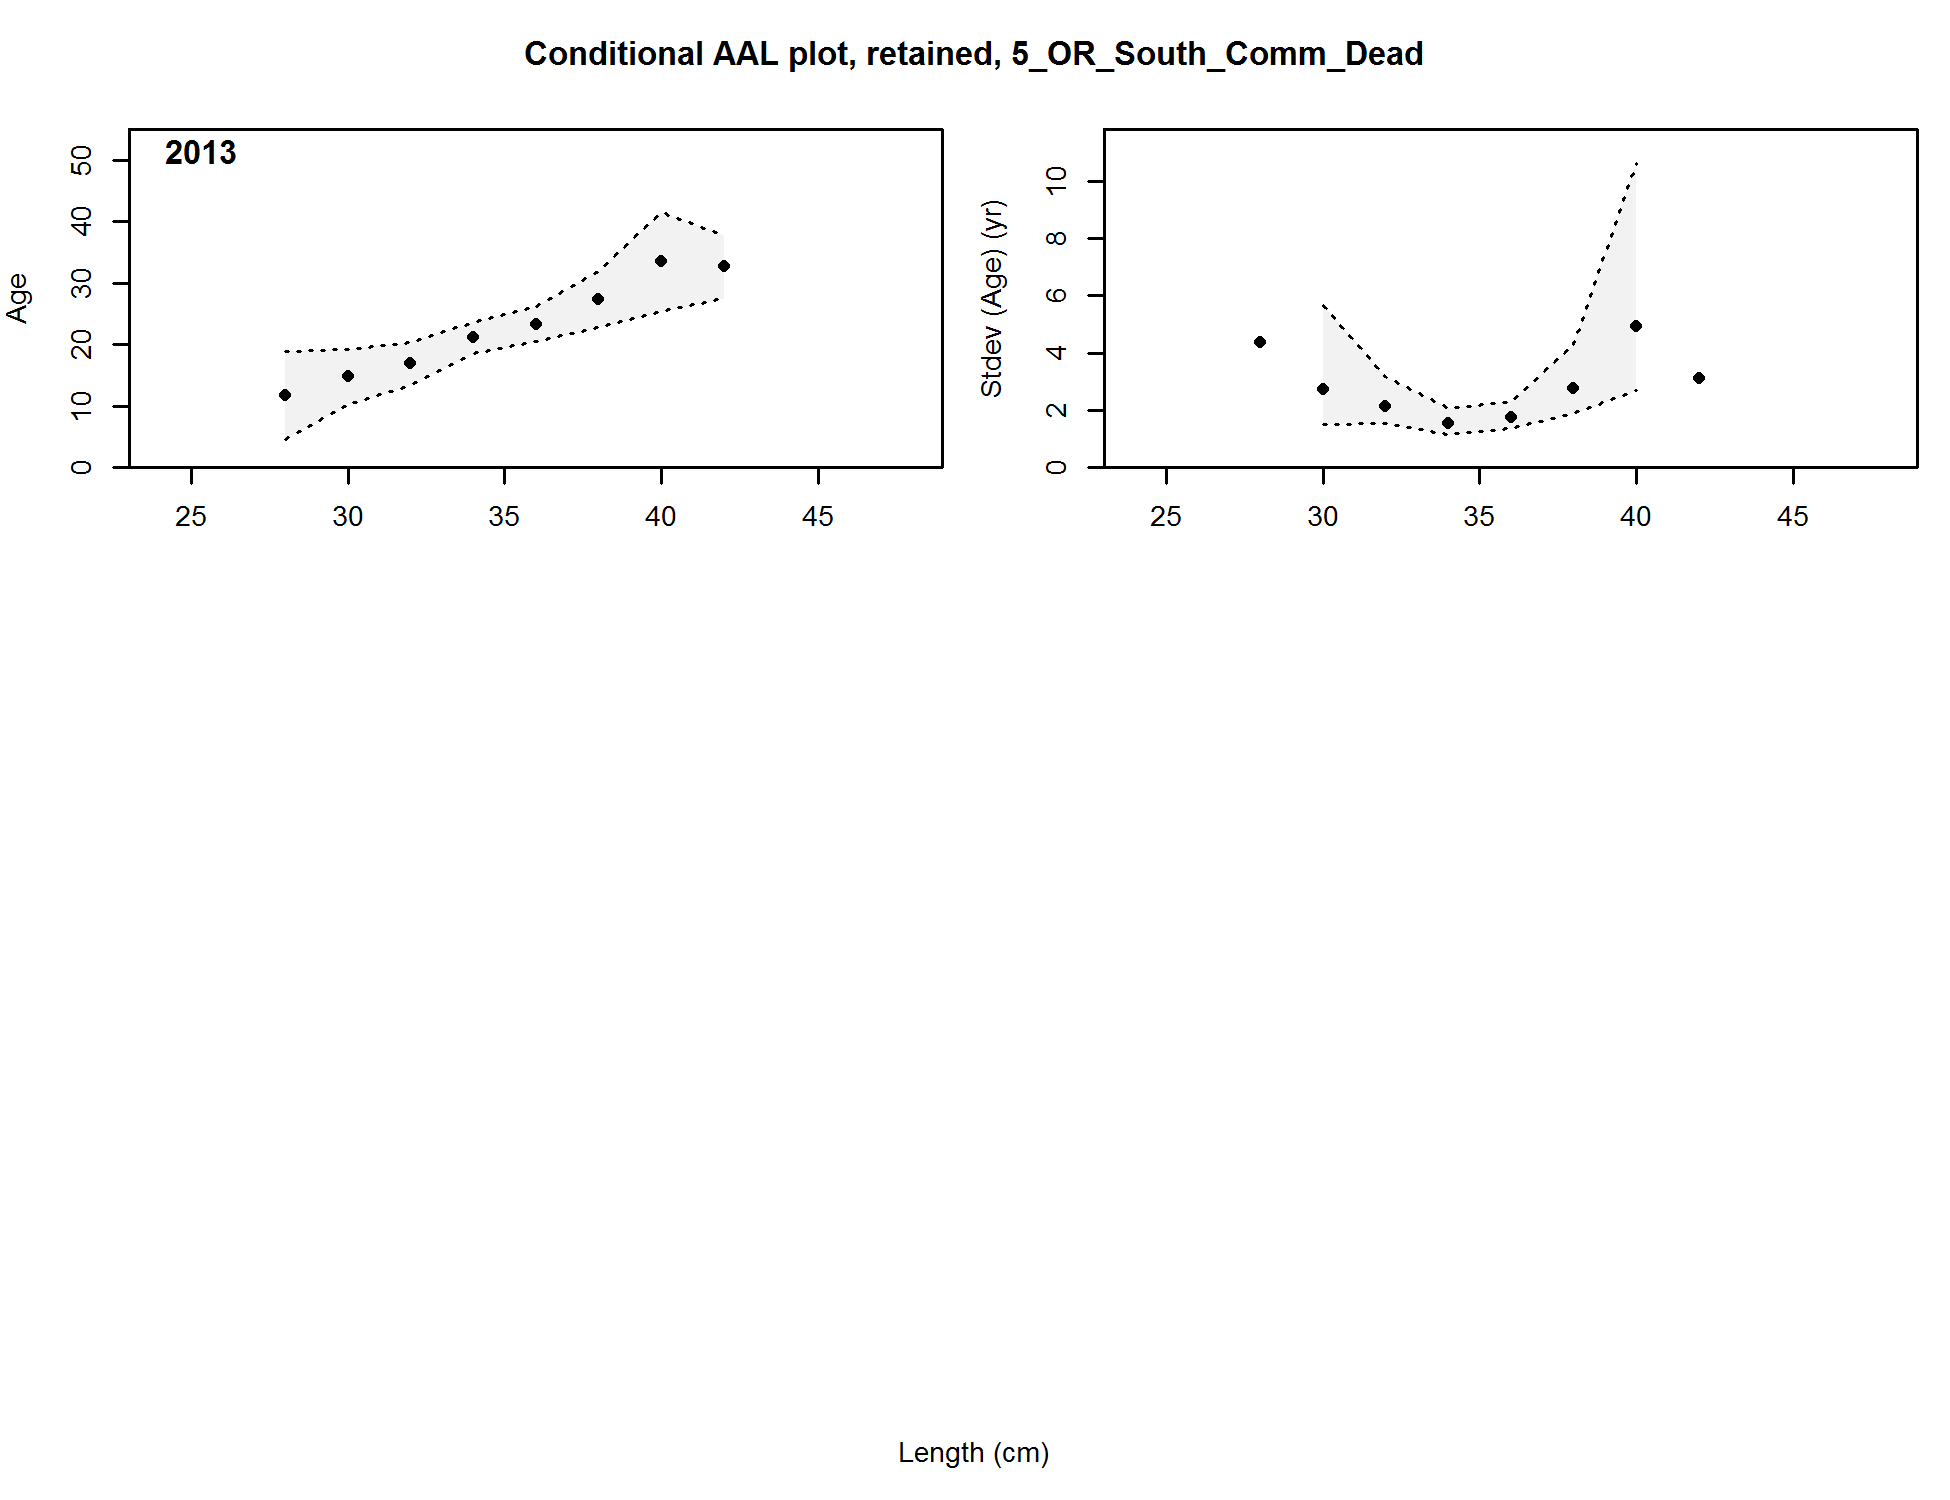 Conditional AAL plot, retained, 5_OR_South_Comm_Dead
2013
Age
0 10 20 30 40 50
25 30 35 40 45
Stdev (Age) (yr)
0 2 4 6 8 10
25 30 35 40 45
Length (cm)